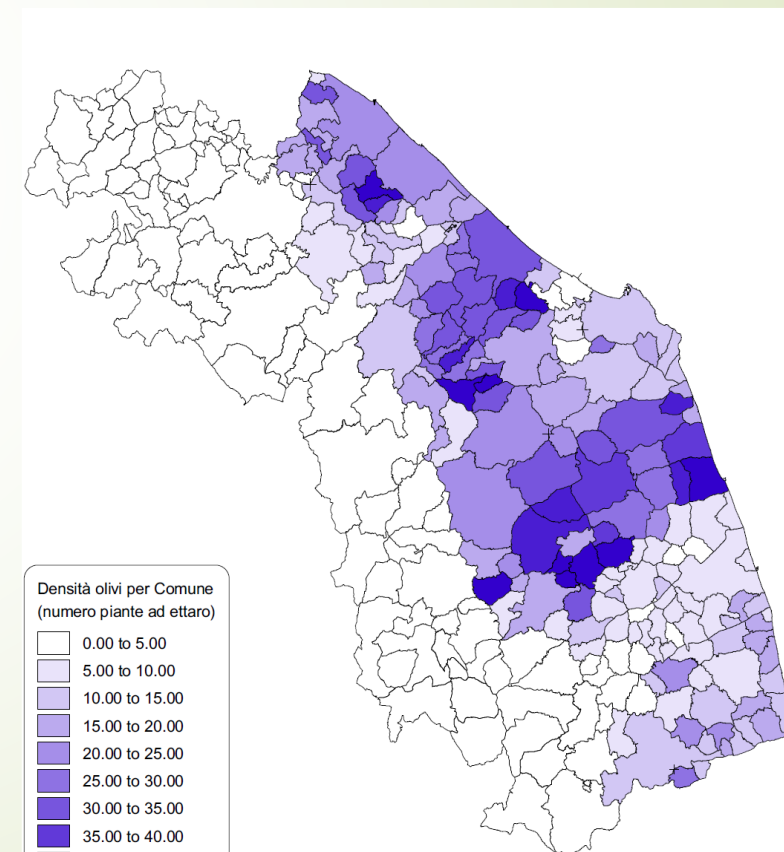 Densità olivi per Comune
(numero piante ad ettaro)
0.00 to 5.00
5.00 to 10.00
10.00 to 15.00
15.00 to 20.00
20.00 to 25.00
25.00 to 30.00
30.00 to 35.00
35.00 to 40.00